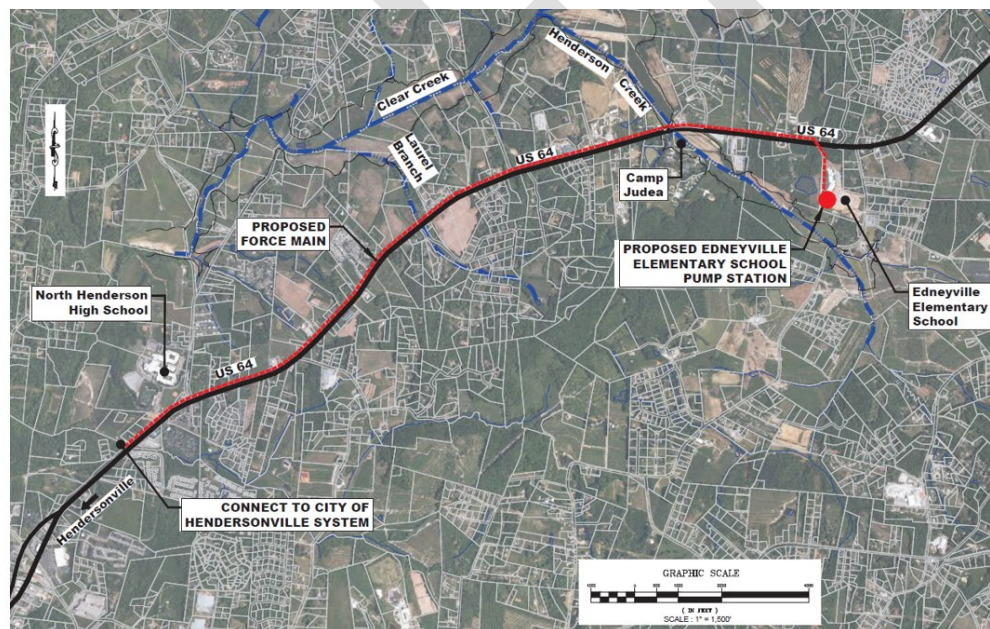 Henderson
Creek
Clear Creek
Laurel
Branch
US 64
US 64
Camp
Judea
PROPOSED
FORCE MAIN
PROPOSED EDNEYVILLE
ELEMENTARY SCHOOL
PUMP STATION
Edneyville
Elementary
School
North Henderson
High School
US 64
Hendersonville
CONNECT TO CITY OF
HENDERSONVILLE SYSTEM
GRAPHIC SCALE
( IN FEET )
SCALE : 1" = 1,500'